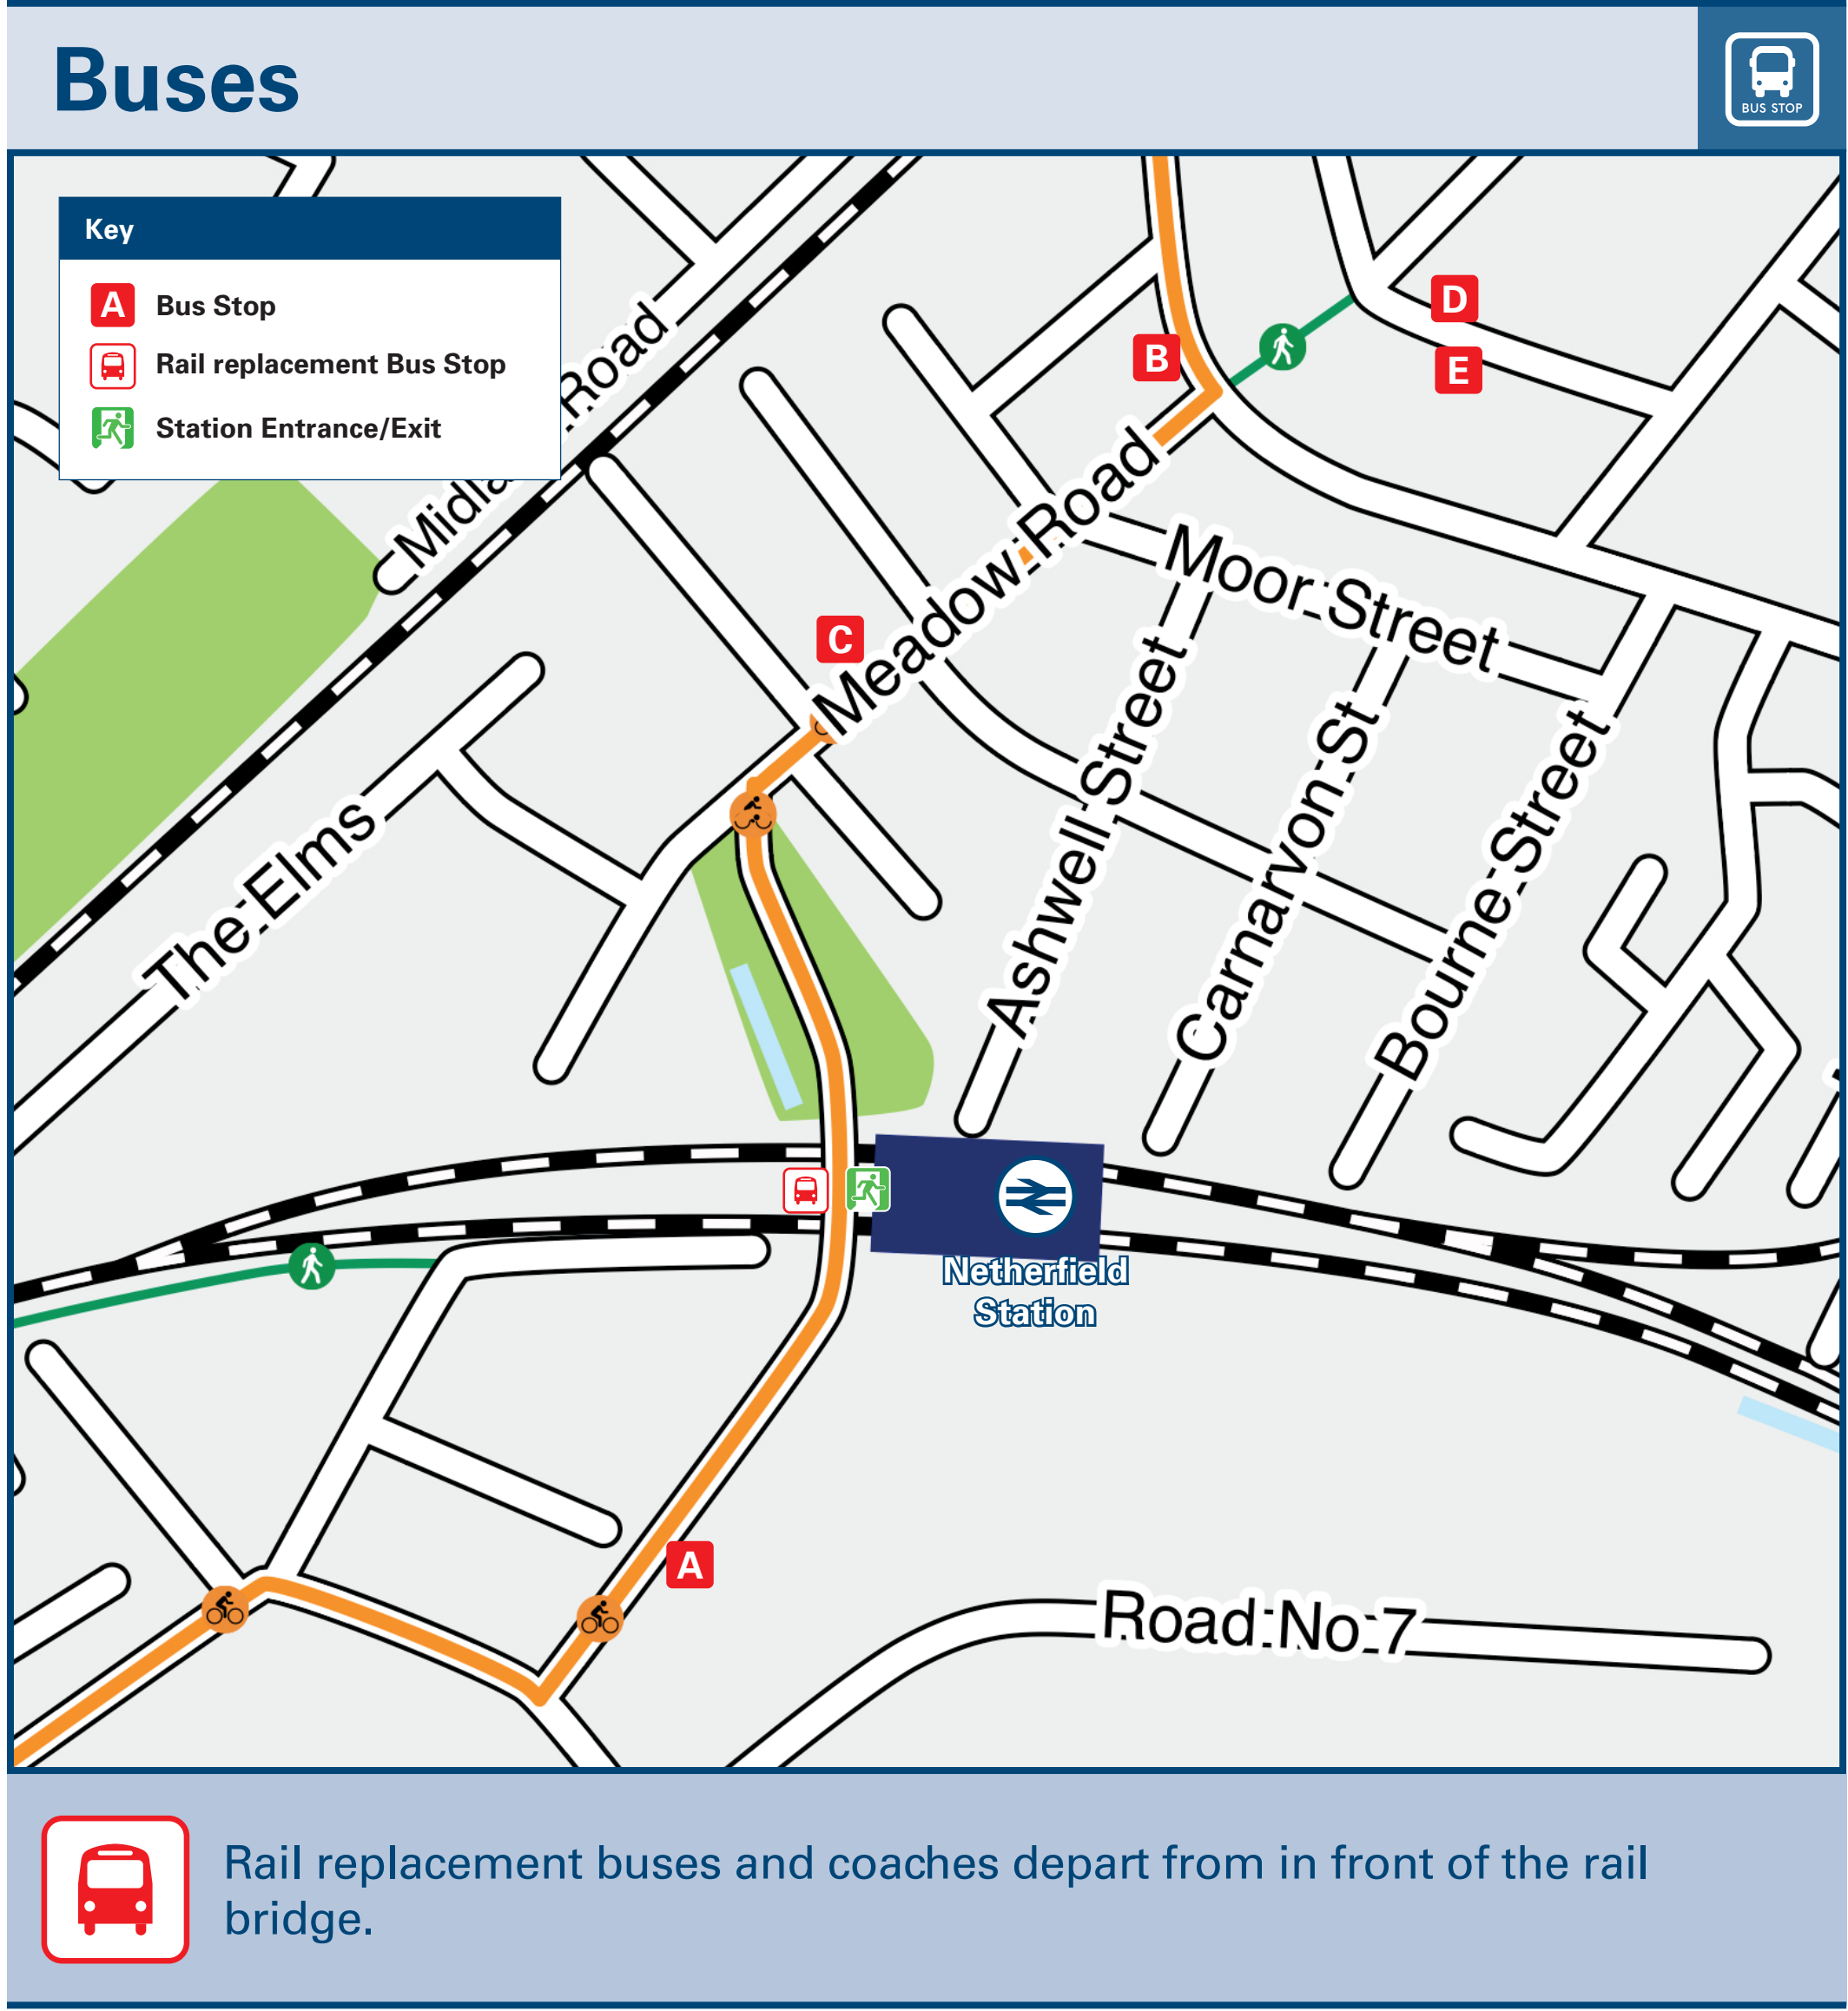 Buses
BUS STOP
Key
A Bus Stop
Rail replacement Bus Stop
Station Entrance/Exit
Road
D
B
E
Meadow Road
Moor Street
C
Ashwell Street
Carnarvon St
Bourne Street
The Elms
Netherfield
Station
A
Road No 7
Rail replacement buses and coaches depart from in front of the rail
bridge.